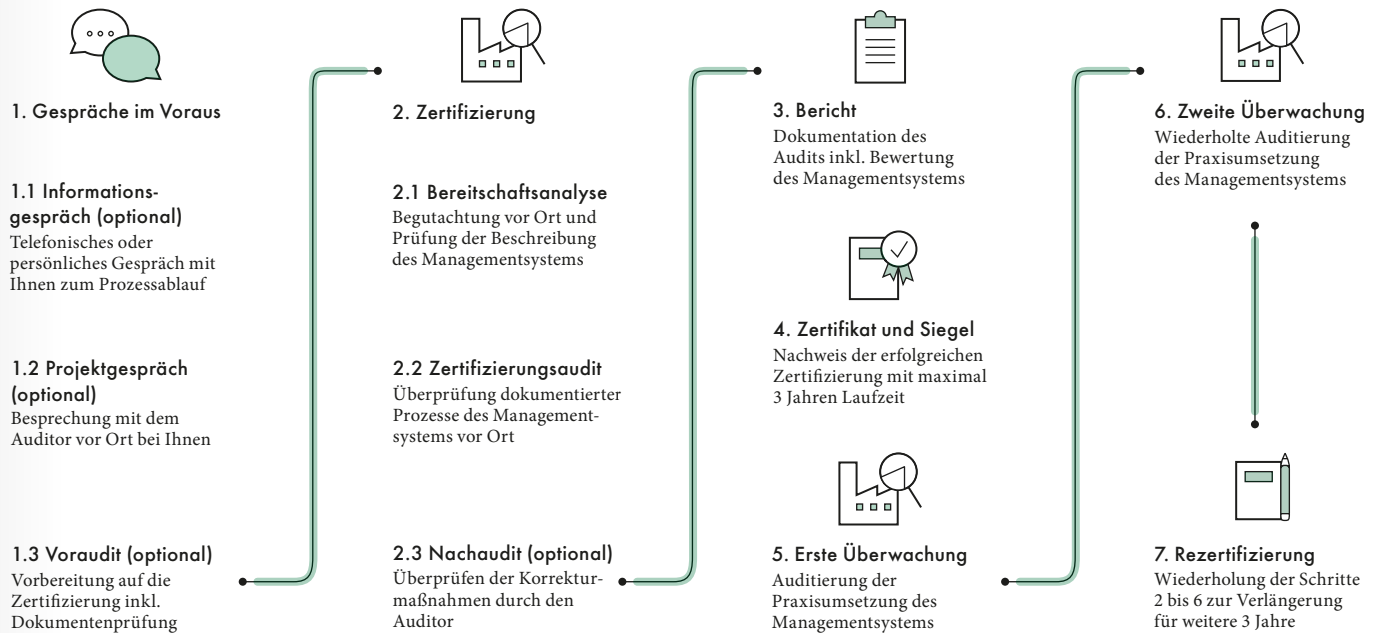 1. Gespräche im Voraus
1.1 Informations-
gespräch (optional)
Telefonisches oder
persönliches Gespräch mit
Ihnen zum Prozessablauf
1.2 Projektgespräch
(optional)
Besprechung mit dem
Auditor vor Ort bei Ihnen
1.3 Voraudit (optional)
Vorbereitung auf die
Zertifizierung inkl.
Dokumentenprüfung
2. Zertifizierung
2.1 Bereitschaftsanalyse
Begutachtung vor Ort und
Prüfung der Beschreibung
des Managementsystems
2.2 Zertifizierungsaudit
Überprüfung dokumentierter
Prozesse des Management-
systems vor Ort
2.3 Nachaudit (optional)
Überprüfen der Korrektur-
maßnahmen durch den
Auditor
3. Bericht
Dokumentation des
Audits inkl. Bewertung
des Managementsystems
4. Zertifikat und Siegel
Nachweis der erfolgreichen
Zertifizierung mit maximal
3 Jahren Laufzeit
5. Erste Überwachung
Auditierung der
Praxisumsetzung des
Managementsystems
6. Zweite Überwachung
Wiederholte Auditierung
der Praxisumsetzung
des Managementsystems
7. Rezertifizierung
Wiederholung der Schritte
2 bis 6 zur Verlängerung
für weitere 3 Jahre